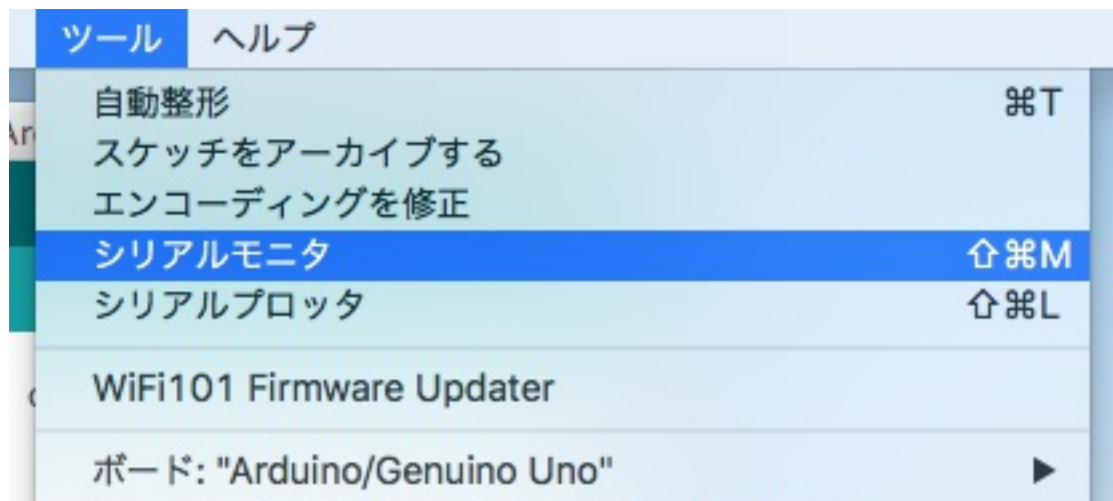 ツール ヘルプ
自動整形 ⌘T
スケッチをアーカイブする
エンコーディングを修正
シリアルモニタ ⇧⌘M
シリアルプロッタ ⇧⌘L
WiFi101 Firmware Updater
ボード: "Arduino/Genuino Uno" ▶